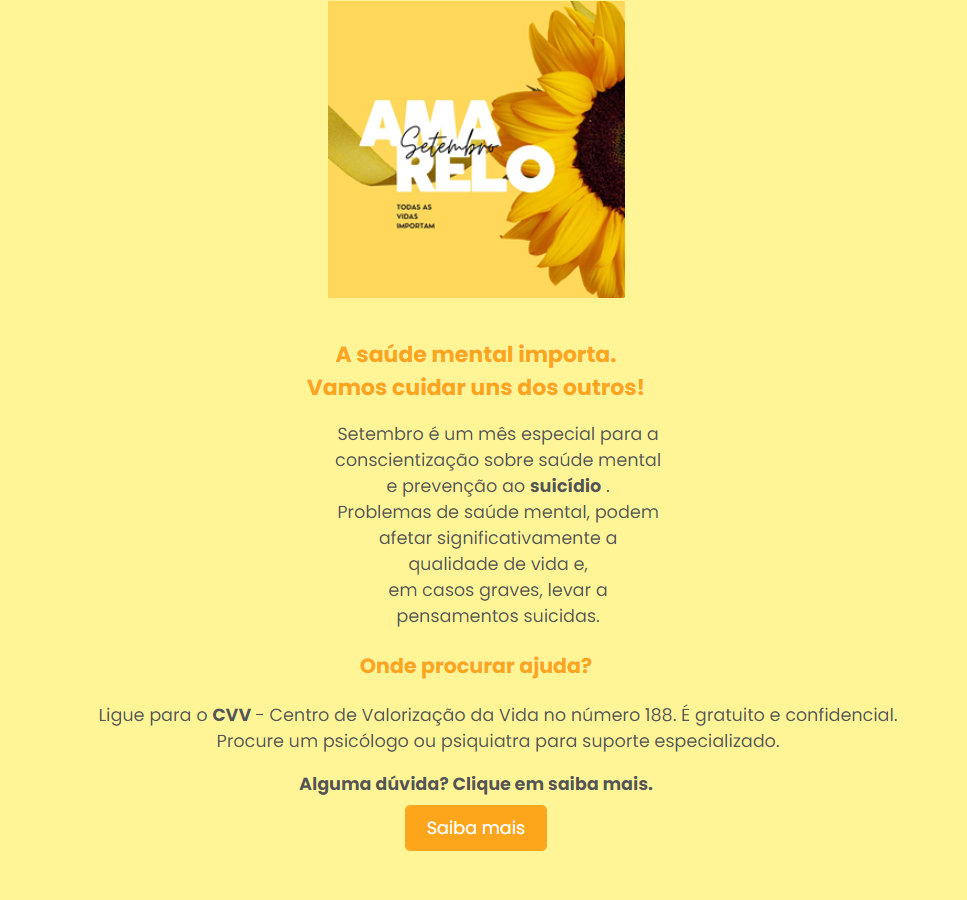 AMA
Setembro
RELO
TODAS AS
VIDAS
IMPORTAM
A saúde mental importa.
Vamos cuidar uns dos outros!
Setembro é um mês especial para a
conscientização sobre saúde mental
e prevenção ao suicídio .
Problemas de saúde mental, podem
afetar significativamente a
qualidade de vida e,
em casos graves, levar a
pensamentos suicidas.
Onde procurar ajuda?
Ligue para o CVV - Centro de Valorização da Vida no número 188. É gratuito e confidencial.
Procure um psicólogo ou psiquiatra para suporte especializado.
Alguma dúvida? Clique em saiba mais.
Saiba mais